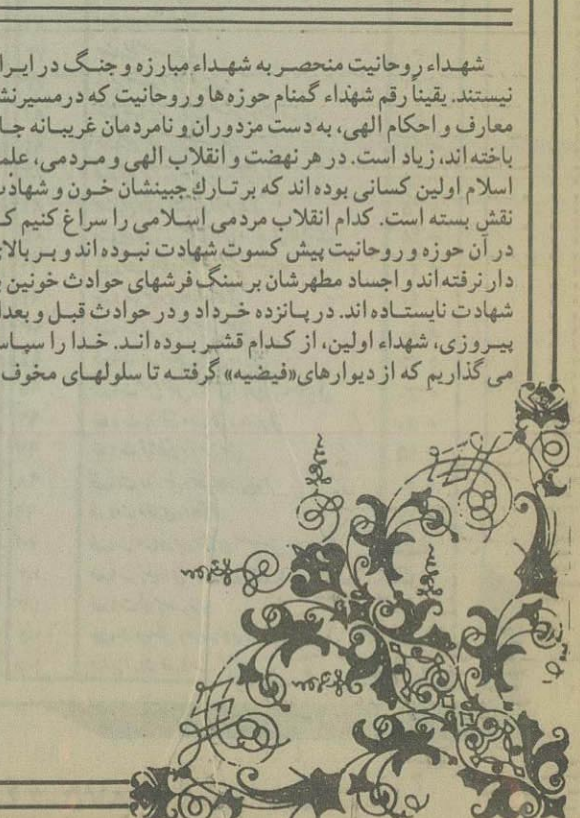 شهداء روحانیت منحصر به شهداء مبارزه و جنگ در ایرا
نیستند. یقیناً رقم شهداء گمنام حوزه ها و روحانیت که در مسیر نش
معارف و احکام الهی، به دست مزدوران و نامردمان غریبانه جا
باخته اند، زیاد است. در هر نهضت و انقلاب الهی و مردمی، علم
اسلام اولین کسانی بوده اند که بر تارك جبینشان خون و شهادت
نقش بسته است. کدام انقلاب مردمی اسلامی را سراغ کنیم ک
در آن حوزه و روحانیت پیش کسوت شهادت نبوده اند و بر بالای
دار نرفته اند و اجساد مطهرشان بر سنگ فرشهای حوادث خونین
شهادت نایستاده اند. در پانزده خرداد و در حوادث قبل و بعد
پیروزی، شهداء اولین، از کدام قشر بوده اند. خدا را سپاس
می گذاریم که از دیوارهای «فیضیه» گرفته تا سلولهای مخوف